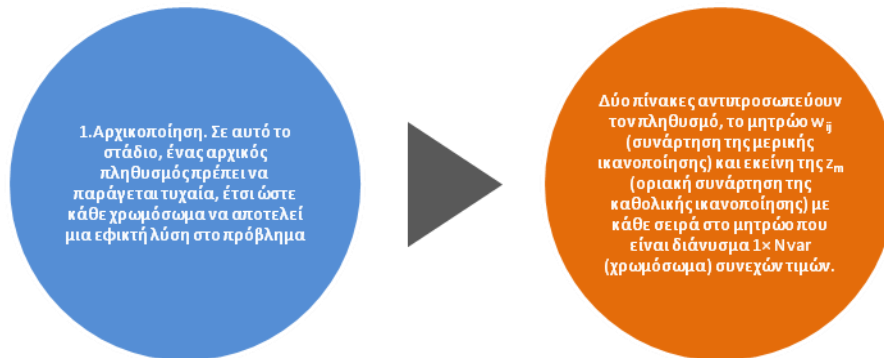 1.Αρχικοποίηση. Σε αυτό το
στάδιο, ένας αρχικός
πληθυσμός πρέπει να
παράγεται τυχαία, έτσι ώστε
κάθε χρωμόσωμα να αποτελεί
μια εφικτή λύση στο πρόβλημα
Δύο πίνακες αντιπροσωπεύουν
τον πληθυσμό, το μητρώο wij
(συνάρτηση της μερικής
ικανοποίησης) και εκείνη της zm
(οριακή συνάρτηση της
καθολικής ικανοποίησης) με
κάθε σειρά στο μητρώο που
είναι διάνυσμα 1× Nvar
(χρωμόσωμα) συνεχών τιμών.